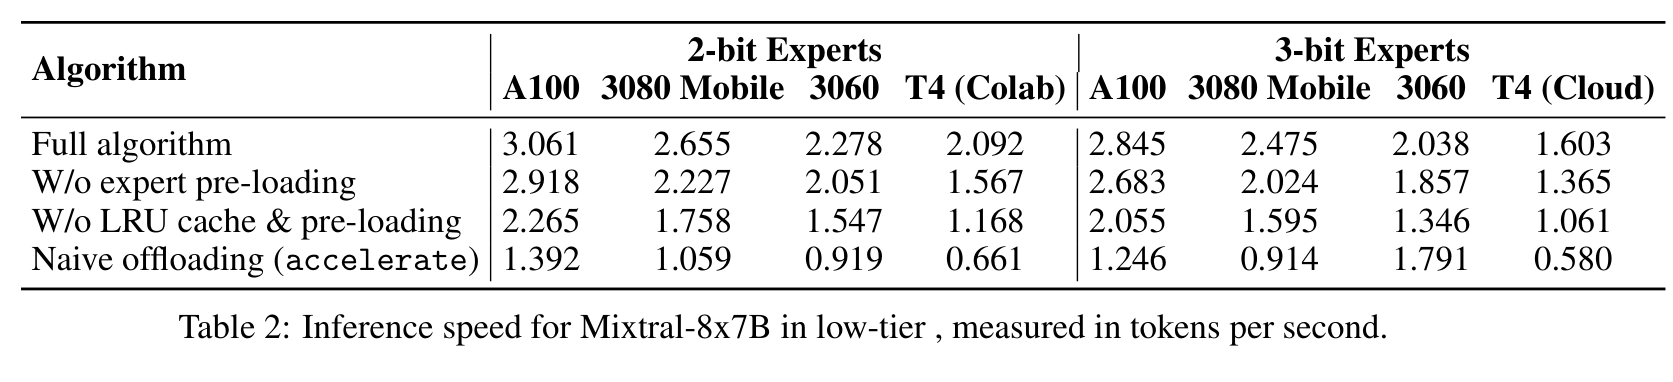 Algorithm 2-bit Experts 3-bit Experts
A100 3080 Mobile 3060 T4 (Colab) A100 3080 Mobile 3060 T4 (Cloud)
Full algorithm 3.061 2.655 2.278 2.092 2.845 2.475 2.038 1.603
W/o expert pre-loading 2.918 2.227 2.051 1.567 2.683 2.024 1.857 1.365
W/o LRU cache & pre-loading 2.265 1.758 1.547 1.168 2.055 1.595 1.346 1.061
Naive offloading (accelerate) 1.392 1.059 0.919 0.661 1.246 0.914 1.791 0.580
Table 2: Inference speed for Mixtral-8x7B in low-tier , measured in tokens per second.